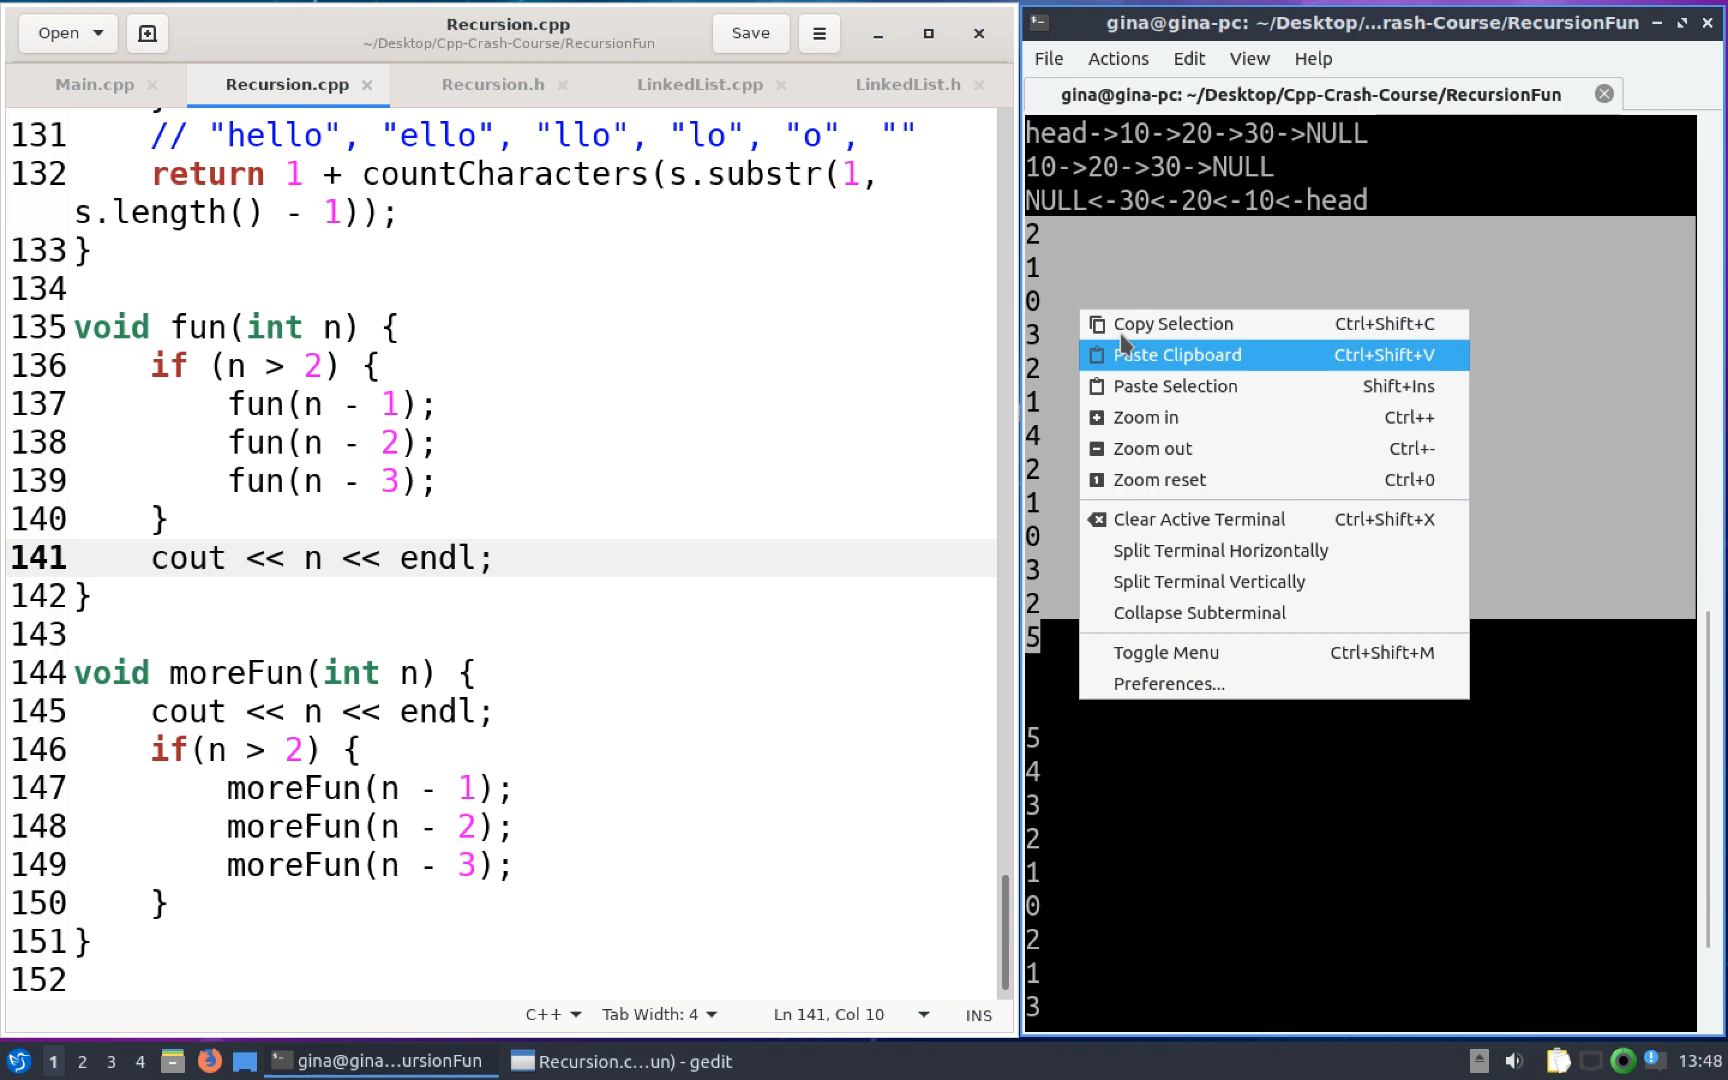 Open
Recursion.cpp
~/Desktop/Cpp-Crash-Course/RecursionFun
Save
Main.cpp
Recursion.cpp
Recursion.h
LinkedList.cpp
LinkedList.h
131 // "hello", "ello", "llo", "lo", "o", ""
132 return 1 + countCharacters(s.substr(1,
s.length() - 1));
133 }
134
135 void fun(int n) {
136 if (n > 2) {
137 fun(n - 1);
138 fun(n - 2);
139 fun(n - 3);
140 }
141 cout << n << endl;
142 }
143
144 void moreFun(int n) {
145 cout << n << endl;
146 if(n > 2) {
147 moreFun(n - 1);
148 moreFun(n - 2);
149 moreFun(n - 3);
150 }
151 }
152
C++
Tab Width: 4
Ln 141, Col 10
INS
gina@gina-pc: ~/Desktop/...rash-Course/RecursionFun
File Actions Edit View Help
gina@gina-pc: ~/Desktop/Cpp-Crash-Course/RecursionFun
head->10->20->30->NULL
10->20->30->NULL
NULL<-30<-20<-10<-head
2
1
0
3
2
1
4
2
1
0
3
2
5
5
4
3
2
1
0
2
1
3
Copy Selection Ctrl+Shift+C
Paste Clipboard Ctrl+Shift+V
Paste Selection Shift+Ins
Zoom in Ctrl++
Zoom out Ctrl+-
Zoom reset Ctrl+0
Clear Active Terminal Ctrl+Shift+X
Split Terminal Horizontally
Split Terminal Vertically
Collapse Subterminal
Toggle Menu Ctrl+Shift+M
Preferences...
1 2 3 4
gina@gina...ursionFun
Recursion.c...un) - gedit
13:48